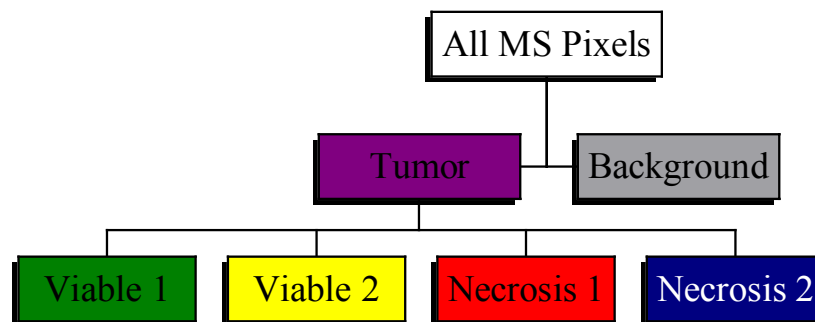 All MS Pixels
Tumor
Background
Viable 1
Viable 2
Necrosis 1
Necrosis 2